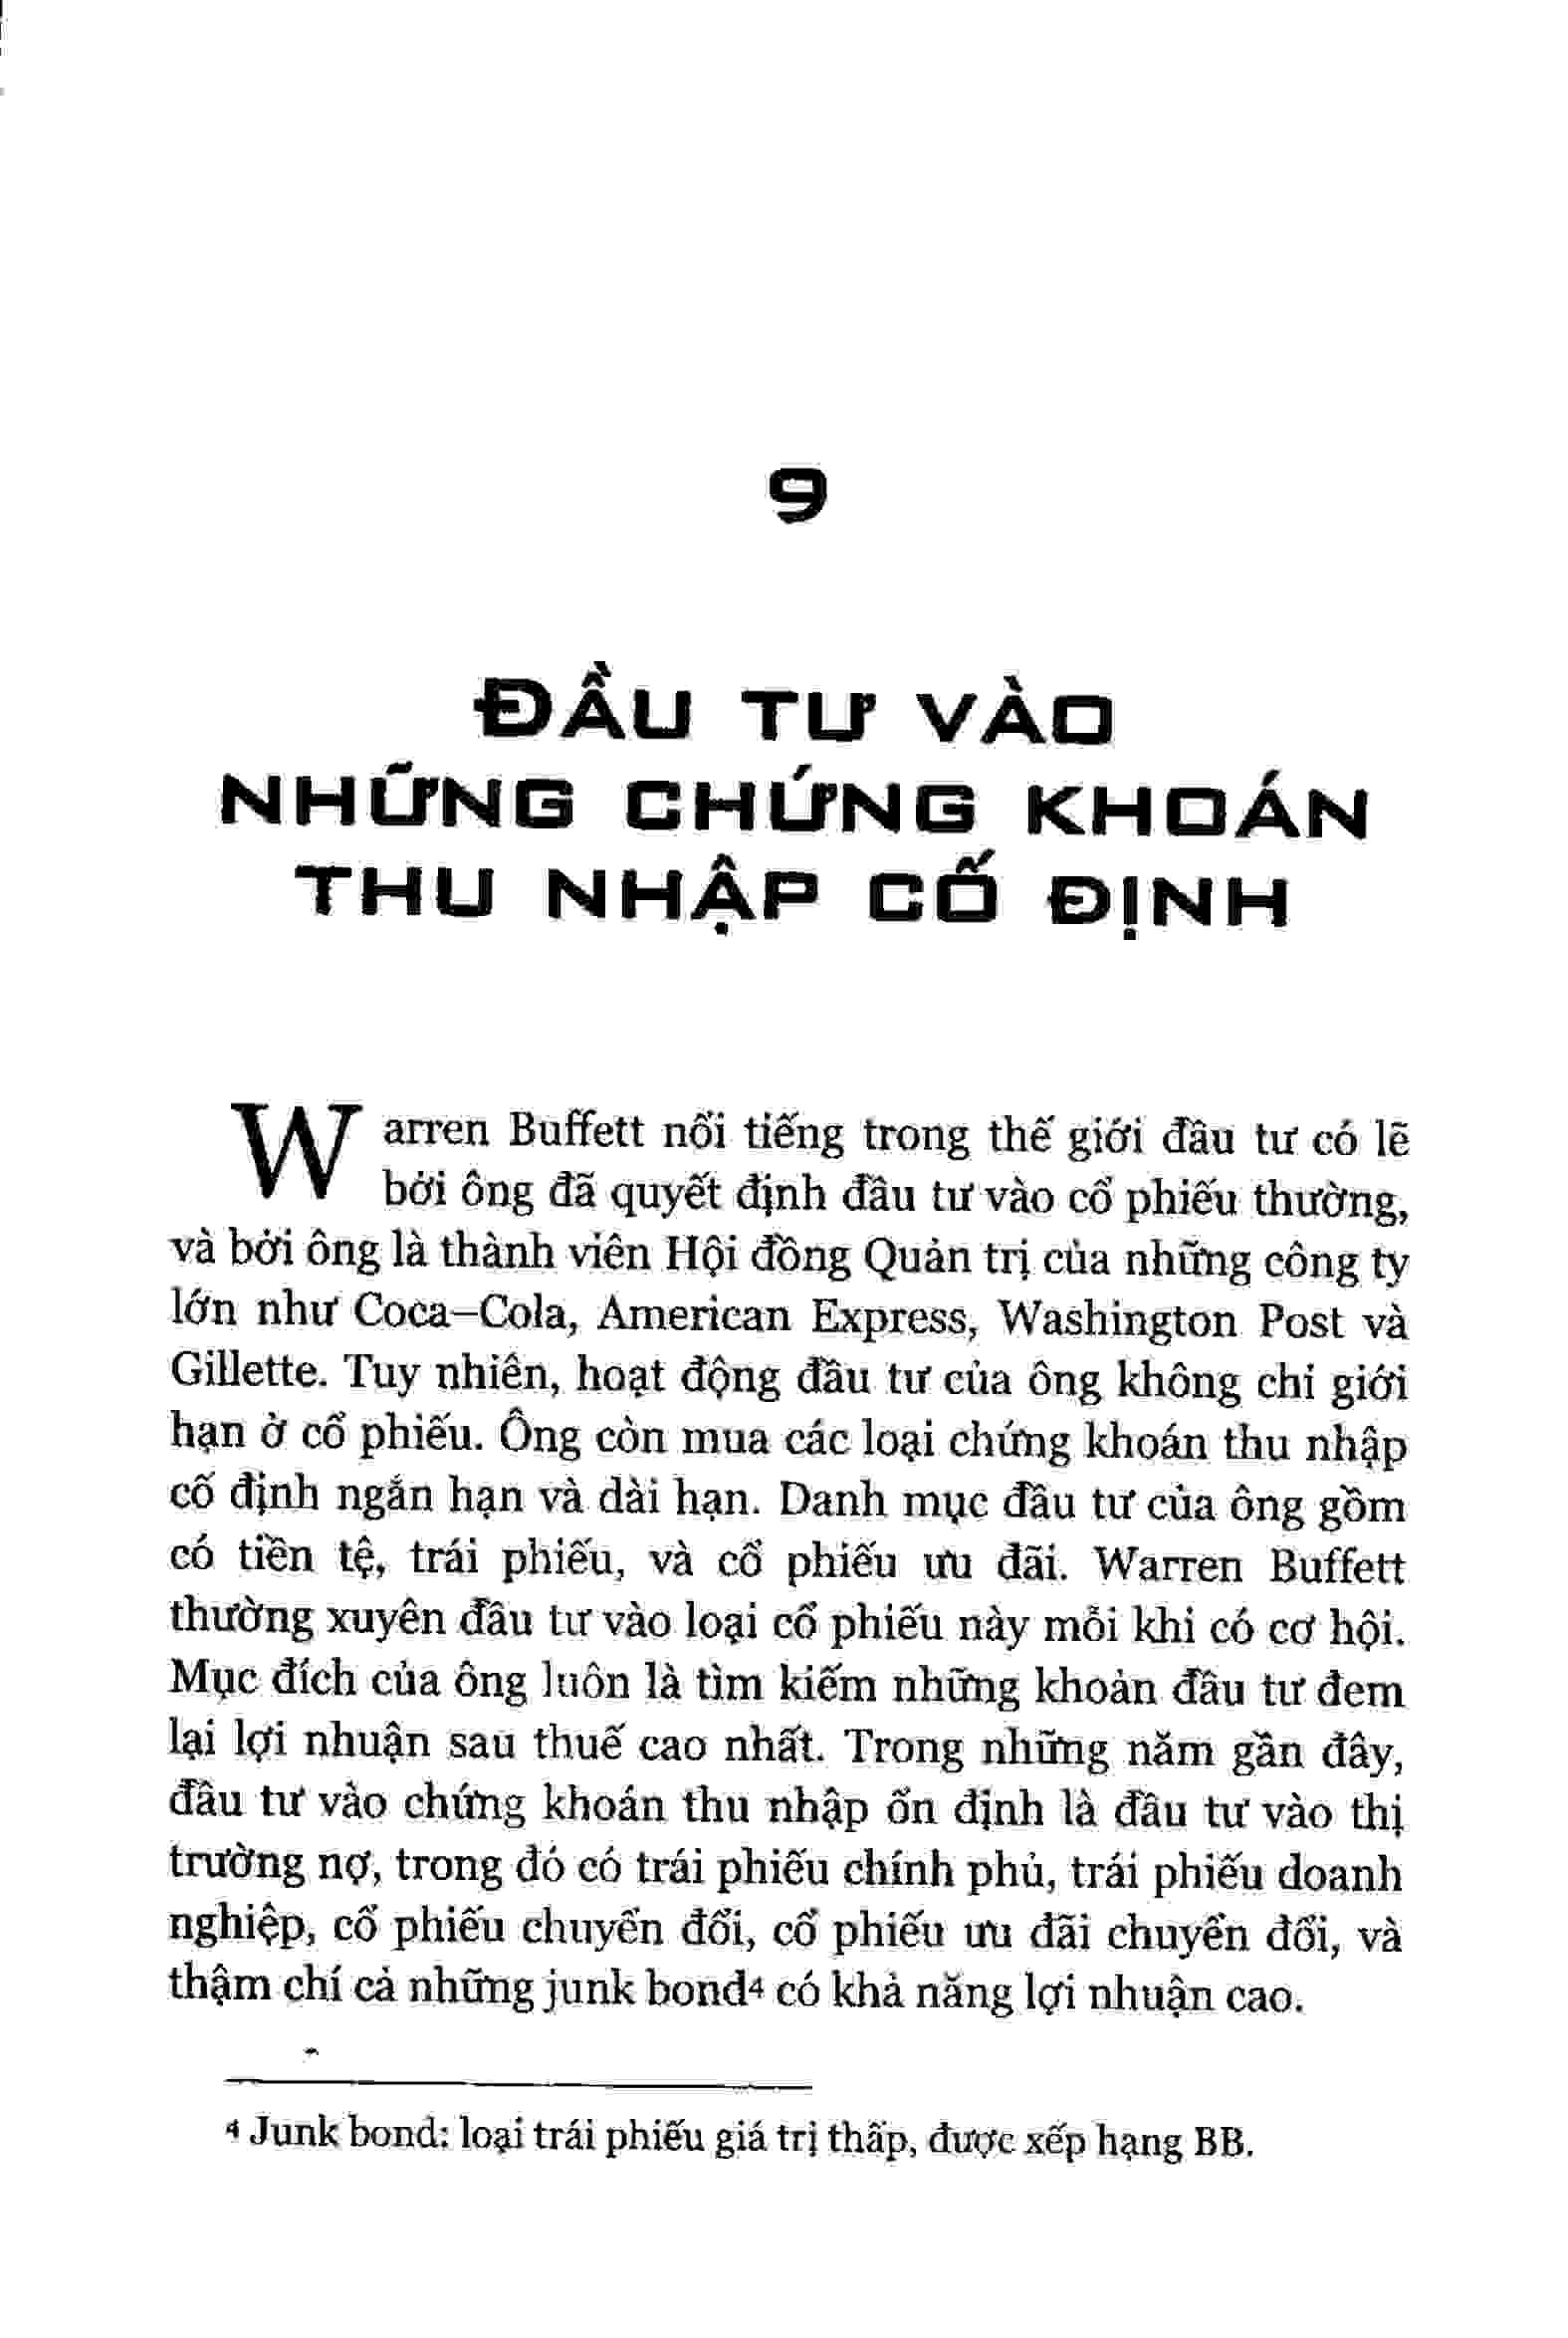 9
ĐẦU TƯ VÀO
NHỮNG CHỨNG KHOÁN
THU NHẬP CỐ ĐỊNH
Warren Buffett nổi tiếng trong thế giới đầu tư có lẽ
bởi ông đã quyết định đầu tư vào cổ phiếu thường,
và bởi ông là thành viên Hội đồng Quản trị của những công ty
lớn như Coca–Cola, American Express, Washington Post và
Gillette. Tuy nhiên, hoạt động đầu tư của ông không chỉ giới
hạn ở cổ phiếu. Ông còn mua các loại chứng khoán thu nhập
cố định ngắn hạn và dài hạn. Danh mục đầu tư của ông gồm
có tiền tệ, trái phiếu, và cổ phiếu ưu đãi. Warren Buffett
thường xuyên đầu tư vào loại cổ phiếu này mỗi khi có cơ hội.
Mục đích của ông luôn là tìm kiếm những khoản đầu tư đem
lại lợi nhuận sau thuế cao nhất. Trong những năm gần đây,
đầu tư vào chứng khoán thu nhập ổn định là đầu tư vào thị
trường nợ, trong đó có trái phiếu chính phủ, trái phiếu doanh
nghiệp, cổ phiếu chuyển đổi, cổ phiếu ưu đãi chuyển đổi, và
thậm chí cả những junk bond⁴ có khả năng lợi nhuận cao.
⁴ Junk bond: loại trái phiếu giá trị thấp, được xếp hạng BB.